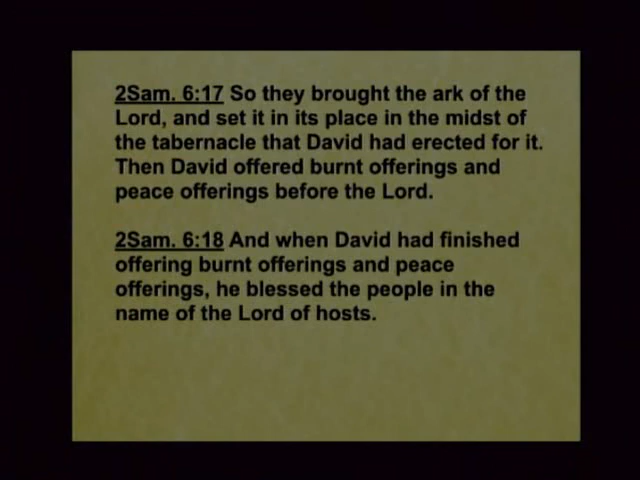 2Sam. 6:17 So they brought the ark of the
Lord, and set it in its place in the midst of
the tabernacle that David had erected for it.
Then David offered burnt offerings and
peace offerings before the Lord.
2Sam. 6:18 And when David had finished
offering burnt offerings and peace
offerings, he blessed the people in the
name of the Lord of hosts.